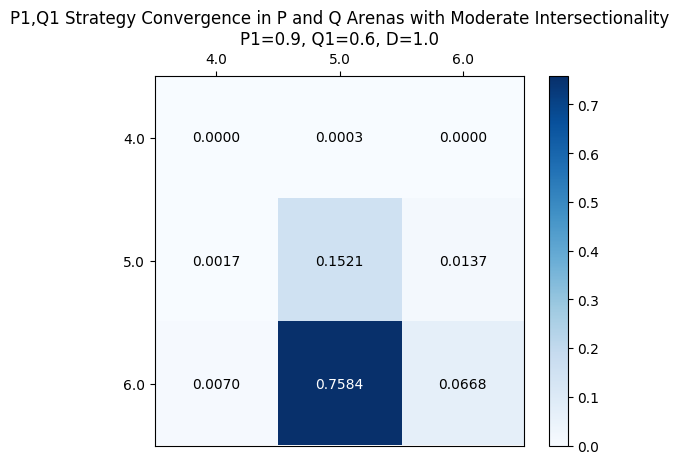 P1,Q1 Strategy Convergence in P and Q Arenas with Moderate Intersectionality
P1=0.9, Q1=0.6, D=1.0
4.0 5.0 6.0
4.0 0.0000 0.0003 0.0000
5.0 0.0017 0.1521 0.0137
6.0 0.0070 0.7584 0.0668
0.7
0.6
0.5
0.4
0.3
0.2
0.1
0.0